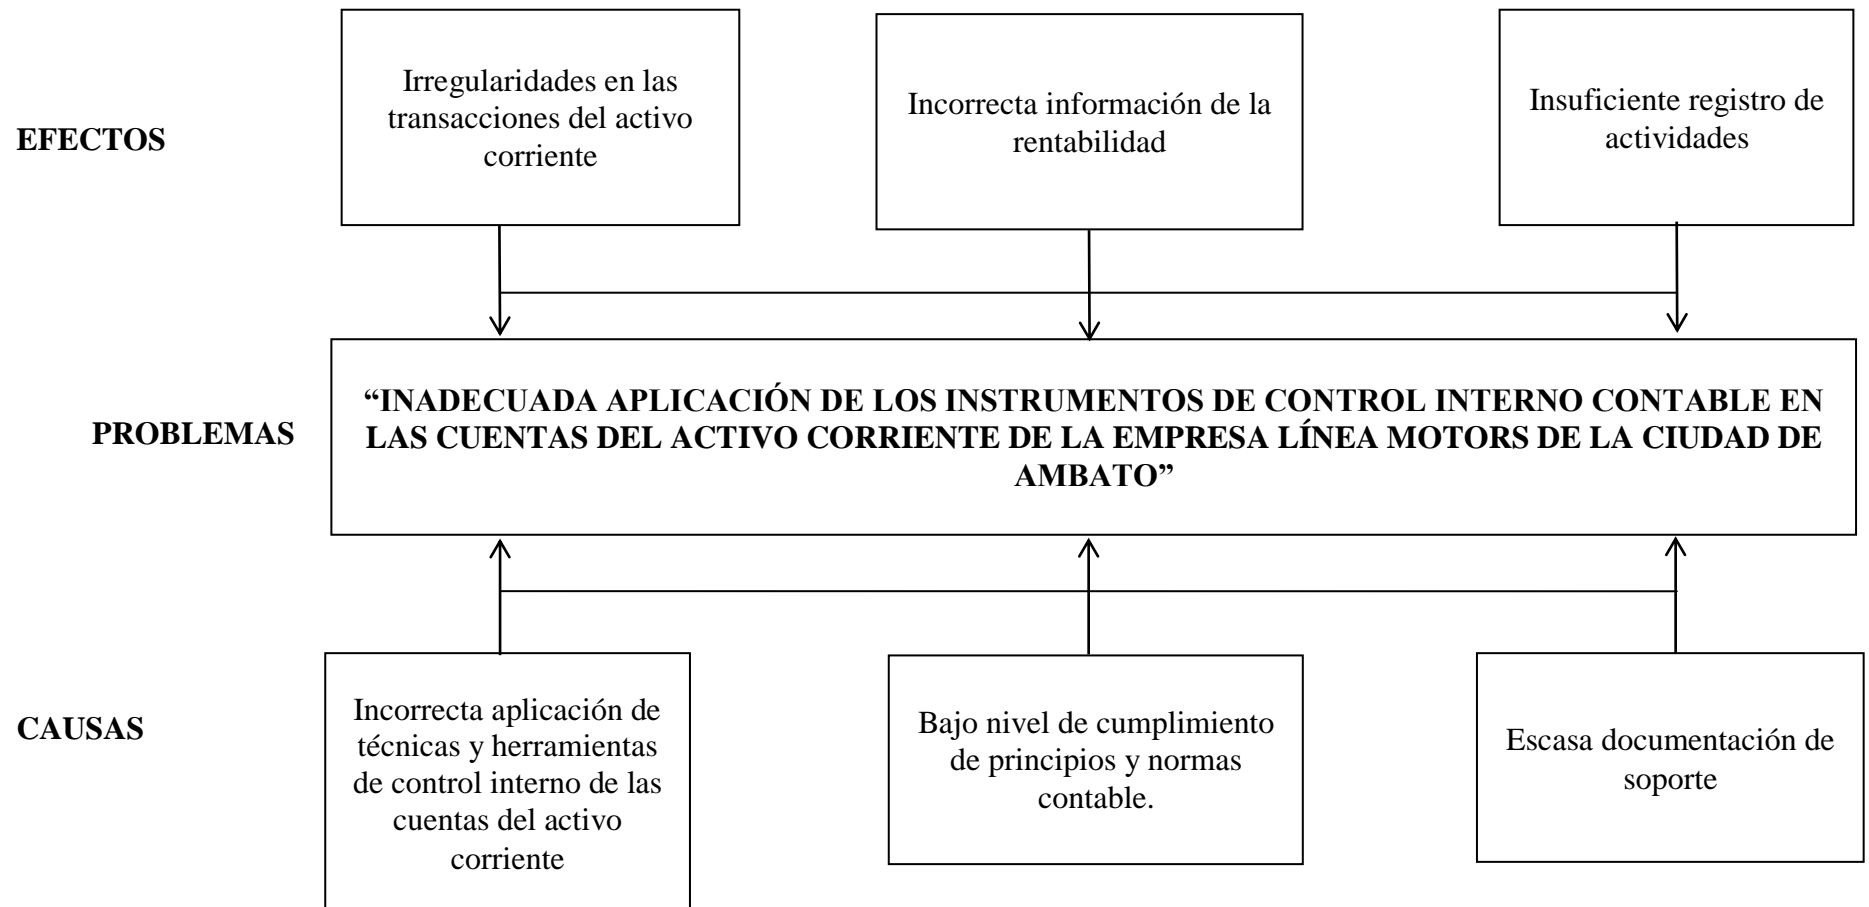 EFECTOS
Irregularidades en las
transacciones del activo
corriente
Incorrecta información de la
rentabilidad
Insuficiente registro de
actividades
PROBLEMAS
“INADECUADA APLICACIÓN DE LOS INSTRUMENTOS DE CONTROL INTERNO CONTABLE EN
LAS CUENTAS DEL ACTIVO CORRIENTE DE LA EMPRESA LÍNEA MOTORS DE LA CIUDAD DE
AMBATO”
CAUSAS
Incorrecta aplicación de
técnicas y herramientas
de control interno de las
cuentas del activo
corriente
Bajo nivel de cumplimiento
de principios y normas
contable.
Escasa documentación de
soporte